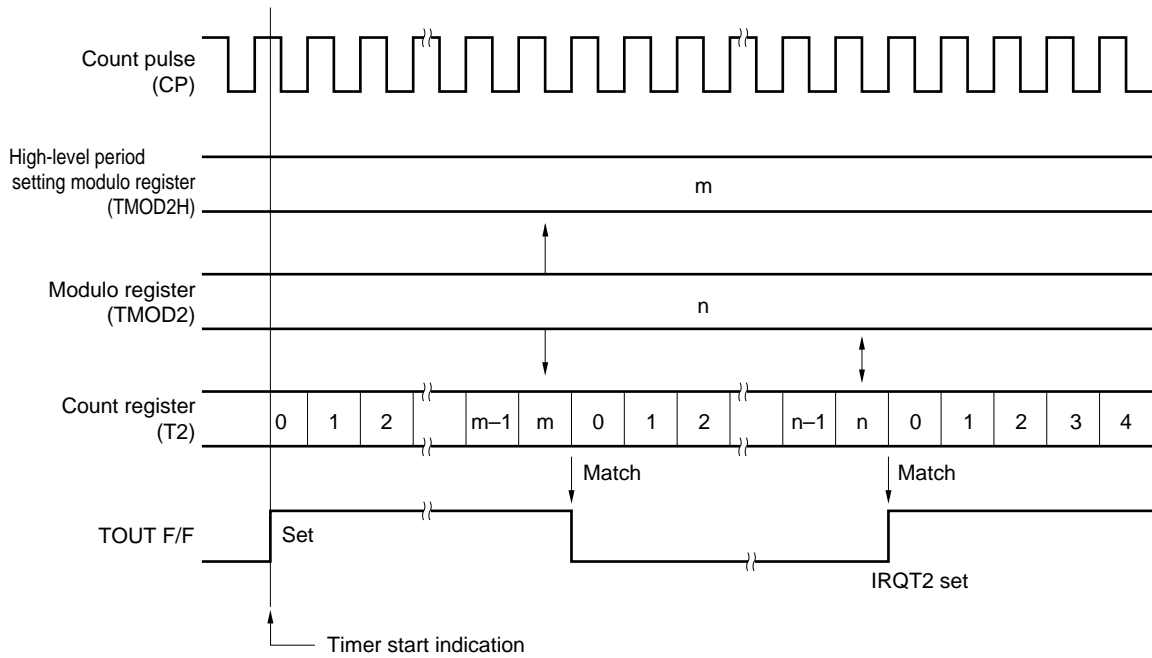 Count pulse
(CP)
High-level period
setting modulo register
(TMOD2H)
m
Modulo register
(TMOD2)
n
Count register
(T2)
0 1 2 m–1 m 0 1 2 n–1 n 0 1 2 3 4
Match Match
TOUT F/F
Set
IRQT2 set
Timer start indication